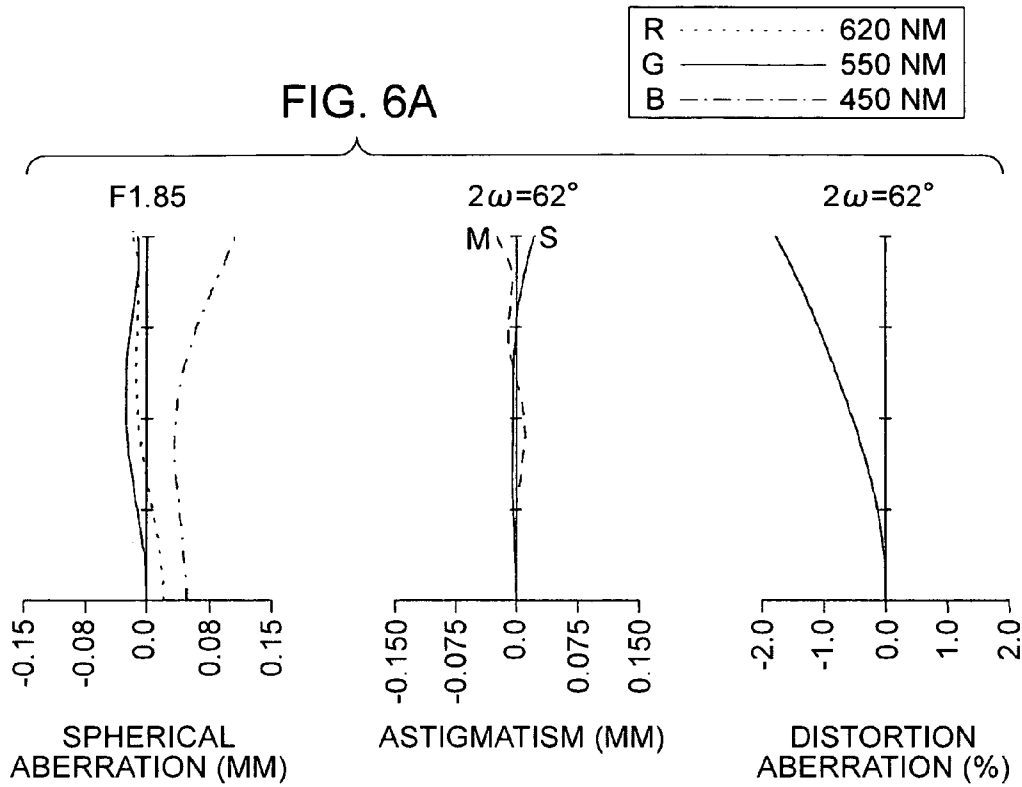 R 620 NM
G 550 NM
B 450 NM
FIG. 6A
F1.85
2ω=62°
2ω=62°
M S
-0.15 -0.08 0.0 0.08 0.15
-0.150 -0.075 0.0 0.075 0.150
-2.0 -1.0 0.0 1.0 2.0
SPHERICAL
ABERRATION (MM)
ASTIGMATISM (MM)
DISTORTION
ABERRATION (%)